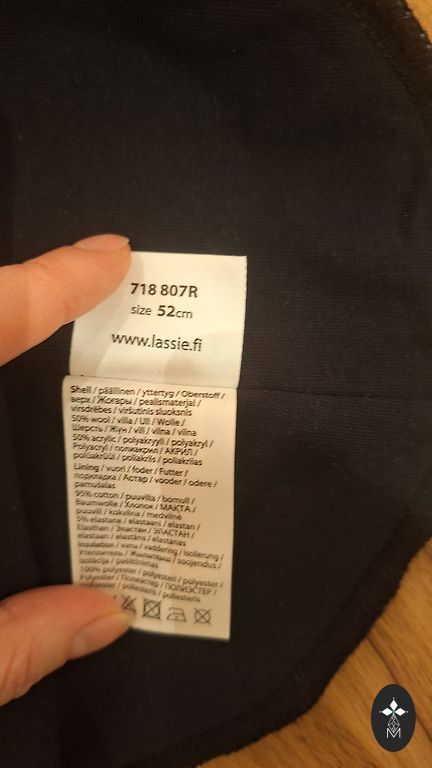 718 807R
size 52cm
www.lassie.fi
Shell / päällinen / yttertyg / Oberstoff /
верх / Жоғары / pealismaterjal /
virsdrēbes / viršutinis sluoksnis
50% wool / villa / Ull / Wolle /
Шерсть / Жүн / vill / vilna / vilna
50% acrylic / polyakryyli / polyakryl /
Polyacryl / полиакрил / АКРИЛ /
polüakrüül / poliakrils / poliakrilas
Lining / vuori / foder / Futter /
подкладка / Астар / vooder / odere /
pamušalas
95% cotton / puuvilla / bomull /
Baumwolle / Хлопок / МАКТА /
puuvill / kokvilna / medvilnė
5% elastane / elastaani / elastan /
Elasthan / Эластан / ЭЛАСТАН /
elastaan / elastāns / elastanas
Insulation / vanu / vaddering / Isolierung /
Утеплитель / Жылытқыш / soojendus /
izolācija / pašiltinimas
100% polyester / polyesteri / polyester /
Polyester / Полиэстер / ПОЛИЭСТЕР /
polüester / poliesters / poliesteris
M